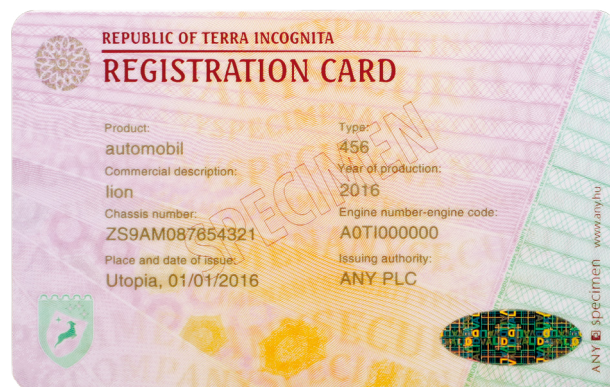 REPUBLIC OF TERRA INCOGNITA
REGISTRATION CARD
Product:
automobil
Type:
456
Commercial description:
lion
Year of production:
2016
Chassis number:
ZS9AM087654321
Engine number-engine code:
A0TI000000
Place and date of issue:
Utopia, 01/01/2016
Issuing authority:
ANY PLC
SPECIMEN
ANY specimen www.any.hu